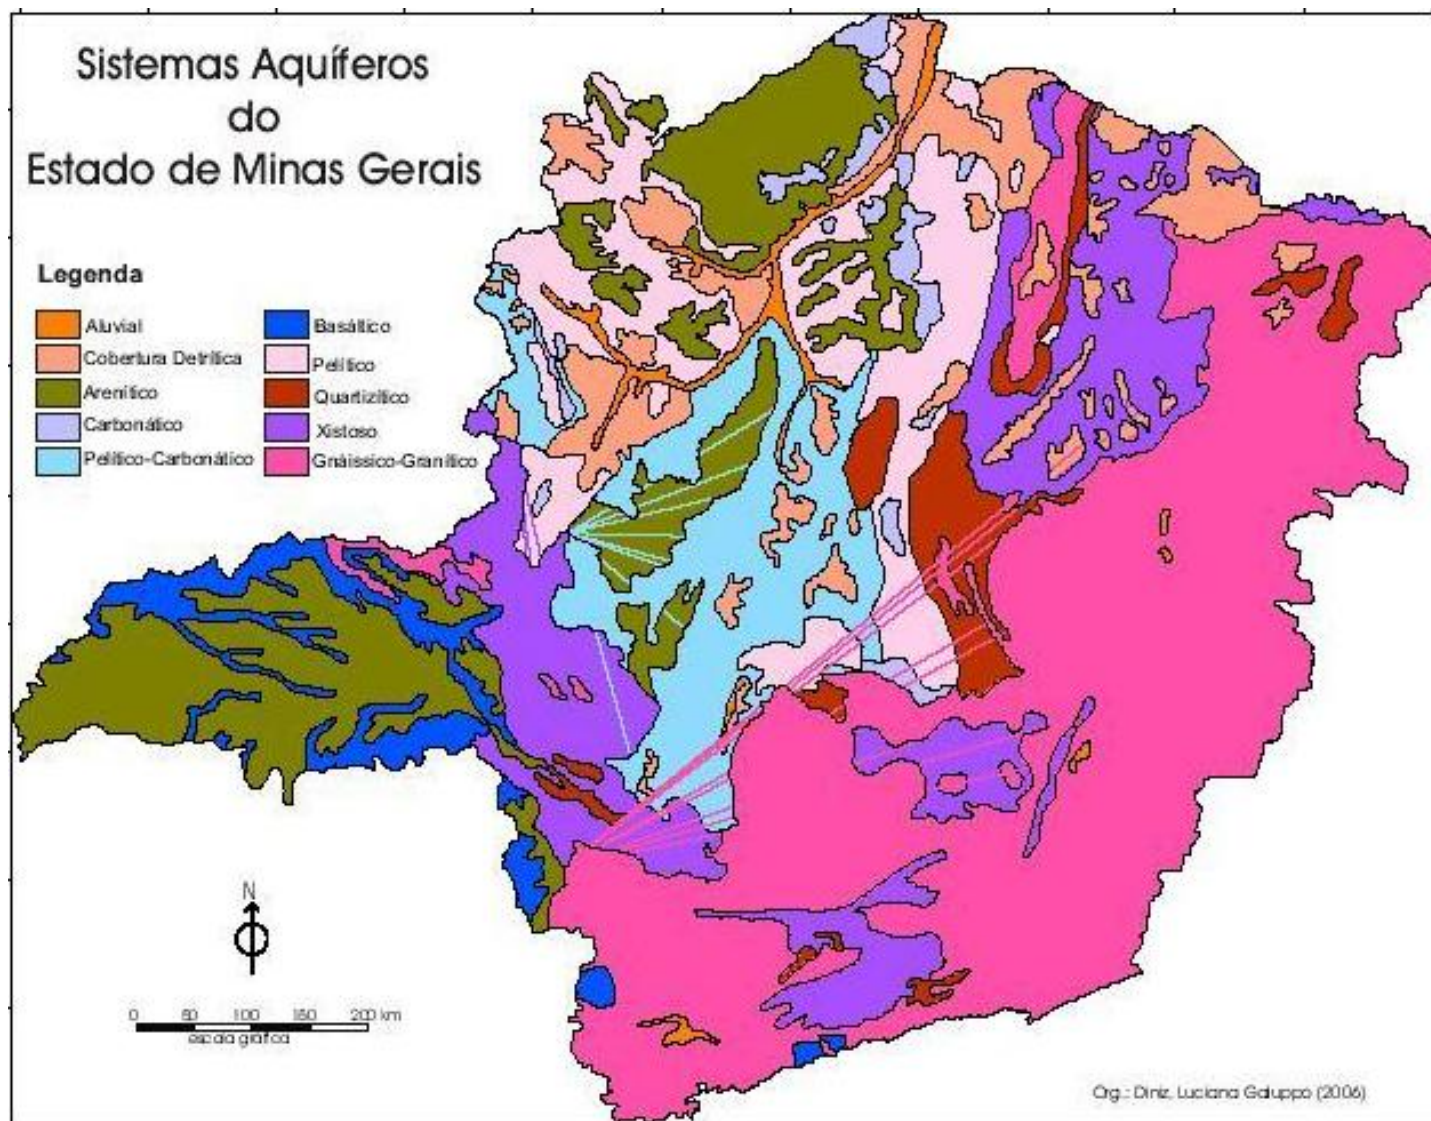 Sistemas Aquíferos
do
Estado de Minas Gerais
Legenda
Aluvial
Cobertura Detrítica
Arenítico
Carbonático
Pelítico-Carbonático
Basáltico
Pelítico
Quartizítico
Xistoso
Gnáissico-Granítico
N
0 50 100 150 200 km
escala gráfica
Org.: Diniz, Luciana Galuppo (2006)